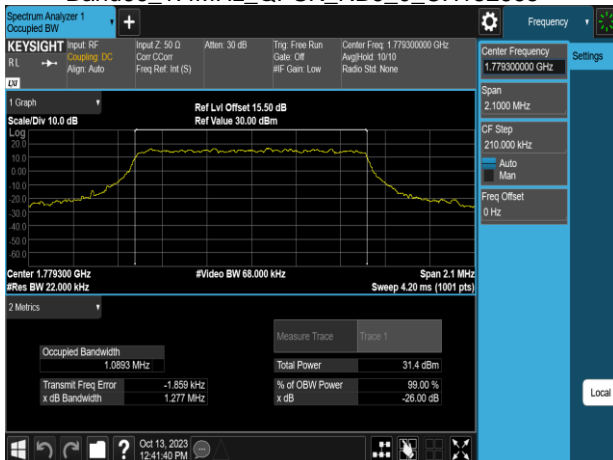 Spectrum Analyzer 1
Occupied BW
Frequency
KEYSIGHT
RL
Input: RF
Coupling: DC
Align: Auto
Input Z: 50 Ω
Corr CCorr
Freq Ref: Int (S)
Atten: 30 dB
Trig: Free Run
Gate: Off
#IF Gain: Low
Center Freq: 1.779300000 GHz
Avg|Hold: 10/10
Radio Std: None
LXI
1 Graph
Scale/Div 10.0 dB
Ref Lvl Offset 15.50 dB
Ref Value 30.00 dBm
Log
20.0
10.0
0.00
-10.0
-20.0
-30.0
-40.0
-50.0
-60.0
Center 1.779300 GHz
#Res BW 22.000 kHz
#Video BW 68.000 kHz
Span 2.1 MHz
Sweep 4.20 ms (1001 pts)
2 Metrics
Measure Trace
Trace 1
Occupied Bandwidth
1.0893 MHz
Total Power
31.4 dBm
Transmit Freq Error
-1.859 kHz
% of OBW Power
99.00 %
x dB Bandwidth
1.277 MHz
x dB
-26.00 dB
Center Frequency
1.779300000 GHz
Settings
Span
2.1000 MHz
CF Step
210.000 kHz
Auto
Man
Freq Offset
0 Hz
Local
?
Oct 13, 2023
12:41:40 PM